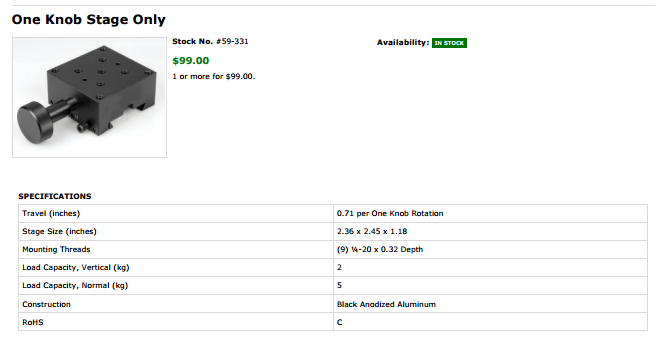 One Knob Stage Only
Stock No. #59-331
Availability: IN STOCK
$99.00
1 or more for $99.00.
SPECIFICATIONS
Travel (inches) 0.71 per One Knob Rotation
Stage Size (inches) 2.36 x 2.45 x 1.18
Mounting Threads (9) ¼-20 x 0.32 Depth
Load Capacity, Vertical (kg) 2
Load Capacity, Normal (kg) 5
Construction Black Anodized Aluminum
RoHS C